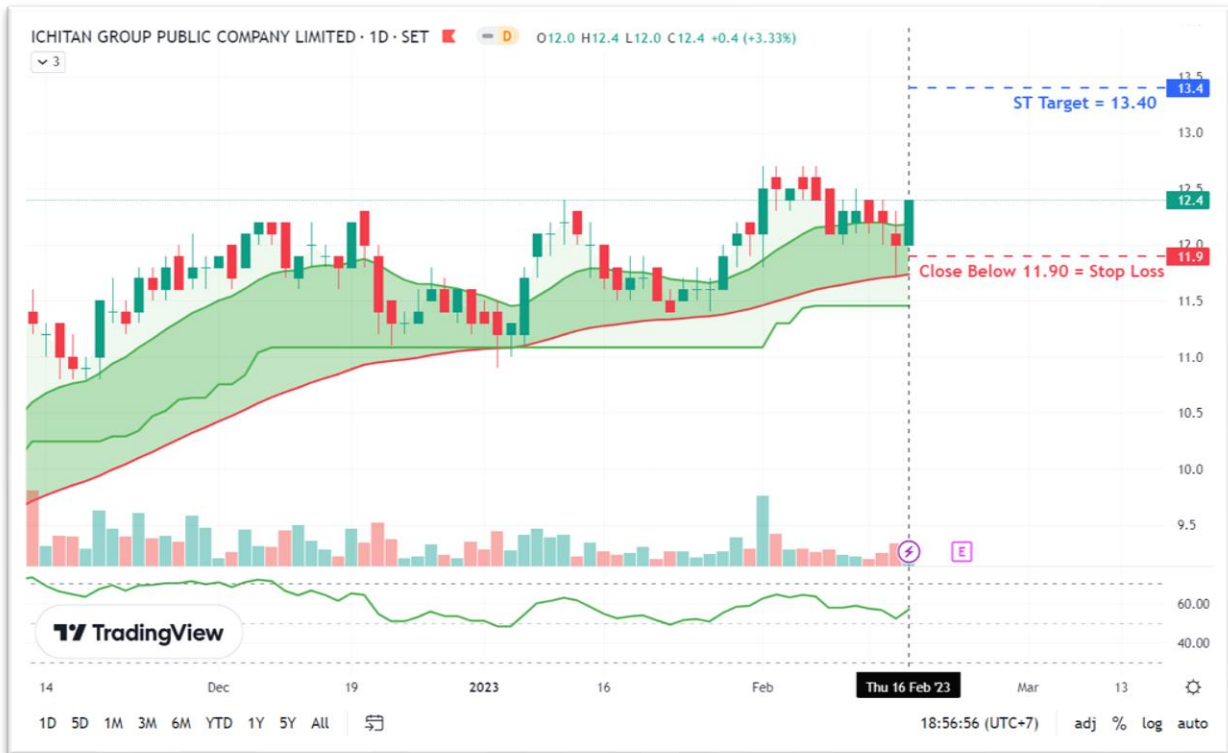 ICHITAN GROUP PUBLIC COMPANY LIMITED · 1D · SET D O12.0 H12.4 L12.0 C12.4 +0.4 (+3.33%)
3
13.5
13.4
ST Target = 13.40
13.0
12.5
12.4
12.0
11.9
Close Below 11.90 = Stop Loss
11.5
11.0
10.5
10.0
9.5
E
60.00
TradingView
40.00
14 Dec 19 2023 16 Feb Thu 16 Feb '23 Mar 13
1D 5D 1M 3M 6M YTD 1Y 5Y All 18:56:56 (UTC+7) adj % log auto